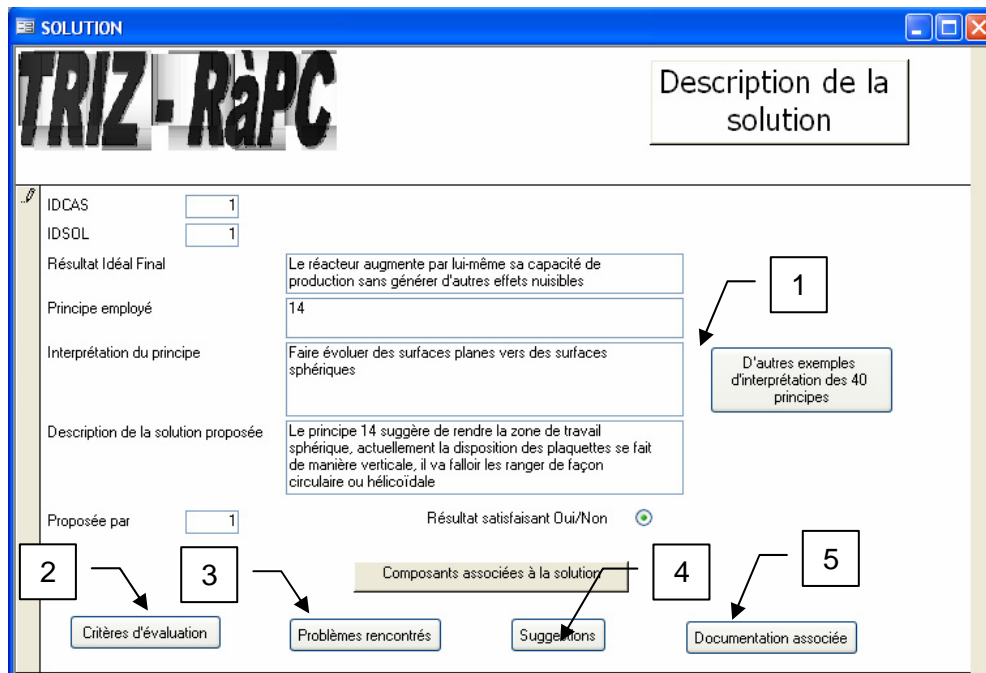 SOLUTION
TRIZ - RàPC
Description de la
solution
IDCAS 1
IDSOL 1
Résultat Idéal Final
Le réacteur augmente par lui-même sa capacité de
production sans générer d'autres effets nuisibles
1
Principe employé
14
Interprétation du principe
Faire évoluer des surfaces planes vers des surfaces
sphériques
D'autres exemples
d'interprétation des 40
principes
Description de la solution proposée
Le principe 14 suggère de rendre la zone de travail
sphérique, actuellement la disposition des plaquettes se fait
de manière verticale, il va falloir les ranger de façon
circulaire ou hélicoïdale
Proposée par 1
Résultat satisfaisant Oui/Non
2
3
Composants associées à la solution
4
5
Critères d'évaluation
Problèmes rencontrés
Suggestions
Documentation associée